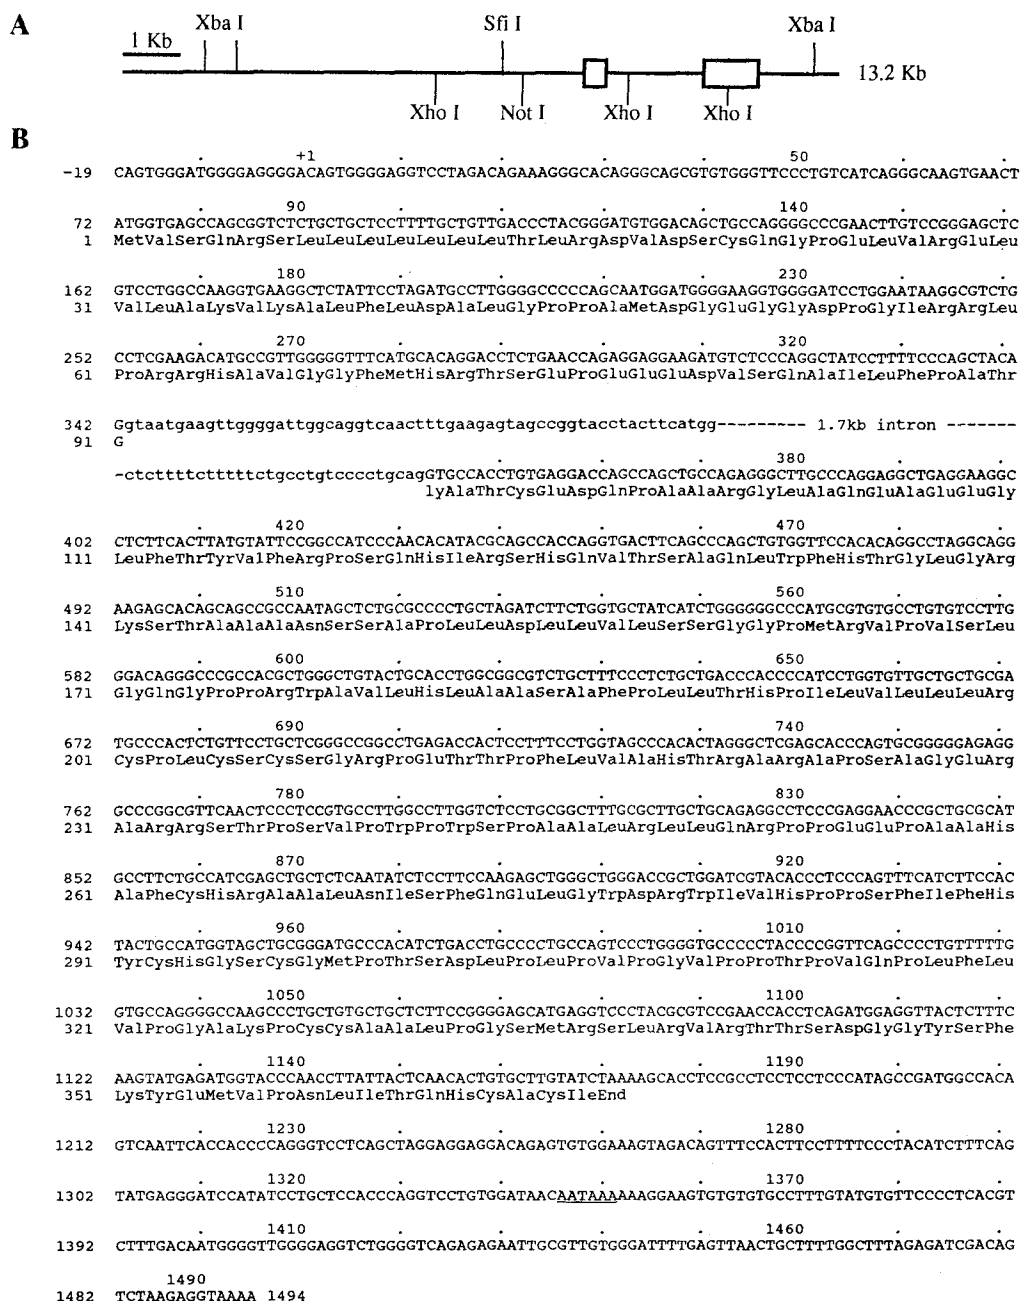 A
Xba I Sfi I Xba I
1 Kb
13.2 Kb
Xho I Not I Xho I Xho I
B
+1 50
-19 CAGTGGGATGGGGAGGGGACAGTGGGGAGGTCCTAGACAGAAAGGGCACAGGGCAGCGTGTGGGTTCCCTGTCATCAGGGCAAGTGAACT
90 140
72 ATGGTGAGCCAGCGGTCTCTGCTGCTCCTTTTGCTGTTGACCCTACGGGATGTGGACAGCTGCCAGGGGCCCGAACTTGTCCGGGAGCTC
1 MetValSerGlnArgSerLeuLeuLeuLeuLeuLeuLeuThrLeuArgAspValAspSerCysGlnGlyProGluLeuValArgGluLeu
180 230
162 GTCCTGGCCAAGGTGAAGGCTCTATTCCTAGATGCCTTGGGGCCCCCAGCAATGGATGGGGAAGGTGGGGATCCTGGAATAAGGCGTCTG
31 ValLeuAlaLysValLysAlaLeuPheLeuAspAlaLeuGlyProProAlaMetAspGlyGluGlyGlyAspProGlyIleArgArgLeu
270 320
252 CCTCGAAGACATGCCGTTGGGGGTTTCATGCACAGGACCTCTGAACCAGAGGAGGAAGATGTCTCCCAGGCTATCCTTTTCCCAGCTACA
61 ProArgArgHisAlaValGlyGlyPheMetHisArgThrSerGluProGluGluGluAspValSerGlnAlaIleLeuPheProAlaThr
342 Ggtaatgaagttggggattggcaggtcaactttgaagagtagccggtacctacttcatgg--------- 1.7kb intron -------
91 G
380
-ctcttttctttttctgcctgtcccctgcagGTGCCACCTGTGAGGACCAGCCAGCTGCCAGAGGGCTTGCCCAGGAGGCTGAGGAAGGC
lyAlaThrCysGluAspGlnProAlaAlaArgGlyLeuAlaGlnGluAlaGluGluGly
420 470
402 CTCTTCACTTATGTATTCCGGCCATCCCAACACATACGCAGCCACCAGGTGACTTCAGCCCAGCTGTGGTTCCACACAGGCCTAGGCAGG
111 LeuPheThrTyrValPheArgProSerGlnHisIleArgSerHisGlnValThrSerAlaGlnLeuTrpPheHisThrGlyLeuGlyArg
510 560
492 AAGAGCACAGCAGCCGCCAATAGCTCTGCGCCCCTGCTAGATCTTCTGGTGCTATCATCTGGGGGGCCCATGCGTGTGCCTGTGTCCTTG
141 LysSerThrAlaAlaAlaAsnSerSerAlaProLeuLeuAspLeuLeuValLeuSerSerGlyGlyProMetArgValProValSerLeu
600 650
582 GGACAGGGCCCGCCACGCTGGGCTGTACTGCACCTGGCGGCGTCTGCTTTCCCTCTGCTGACCCACCCCATCCTGGTGTTGCTGCTGCGA
171 GlyGlnGlyProProArgTrpAlaValLeuHisLeuAlaAlaSerAlaPheProLeuLeuThrHisProIleLeuValLeuLeuLeuArg
690 740
672 TGCCCACTCTGTTCCTGCTCGGGCCGGCCTGAGACCACTCCTTTCCTGGTAGCCCACACTAGGGCTCGAGCACCCAGTGCGGGGGAGAGG
201 CysProLeuCysSerCysSerGlyArgProGluThrThrProPheLeuValAlaHisThrArgAlaArgAlaProSerAlaGlyGluArg
780 830
762 GCCCGGCGTTCAACTCCCTCCGTGCCTTGGCCTTGGTCTCCTGCGGCTTTGCGCTTGCTGCAGAGGCCTCCCGAGGAACCCGCTGCGCAT
231 AlaArgArgSerThrProSerValProTrpProTrpSerProAlaAlaLeuArgLeuLeuGlnArgProProGluGluProAlaAlaHis
870 920
852 GCCTTCTGCCATCGAGCTGCTCTCAATATCTCCTTCCAAGAGCTGGGCTGGGACCGCTGGATCGTACACCCTCCCAGTTTCATCTTCCAC
261 AlaPheCysHisArgAlaAlaLeuAsnIleSerPheGlnGluLeuGlyTrpAspArgTrpIleValHisProProSerPheIlePheHis
960 1010
942 TACTGCCATGGTAGCTGCGGGATGCCCACATCTGACCTGCCCCTGCCAGTCCCTGGGGTGCCCCCTACCCCGGTTCAGCCCCTGTTTTTG
291 TyrCysHisGlySerCysGlyMetProThrSerAspLeuProLeuProValProGlyValProProThrProValGlnProLeuPheLeu
1050 1100
1032 GTGCCAGGGGCCAAGCCCTGCTGTGCTGCTCTTCCGGGGAGCATGAGGTCCCTACGCGTCCGAACCACCTCAGATGGAGGTTACTCTTTC
321 ValProGlyAlaLysProCysCysAlaAlaLeuProGlySerMetArgSerLeuArgValArgThrThrSerAspGlyGlyTyrSerPhe
1140 1190
1122 AAGTATGAGATGGTACCCAACCTTATTACTCAACACTGTGCTTGTATCTAAAAGCACCTCCGCCTCCTCCTCCCATAGCCGATGGCCACA
351 LysTyrGluMetValProAsnLeuIleThrGlnHisCysAlaCysIleEnd
1230 1280
1212 GTCAATTCACCACCCCAGGGTCCTCAGCTAGGAGGAGGACAGAGTGTGGAAAGTAGACAGTTTCCACTTCCTTTTCCCTACATCTTTCAG
1320 1370
1302 TATGAGGGATCCATATCCTGCTCCACCCAGGTCCTGTGGATAACAATAAAAAAGGAAGTGTGTGTGCCTTTGTATGTGTTCCCCTCACGT
1410 1460
1392 CTTTGACAATGGGGTTGGGGAGGTCTGGGGTCAGAGAGAATTGCGTTGTGGGATTTTGAGTTAACTGCTTTTGGCTTTAGAGATCGACAG
1490
1482 TCTAAGAGGTAAAA 1494